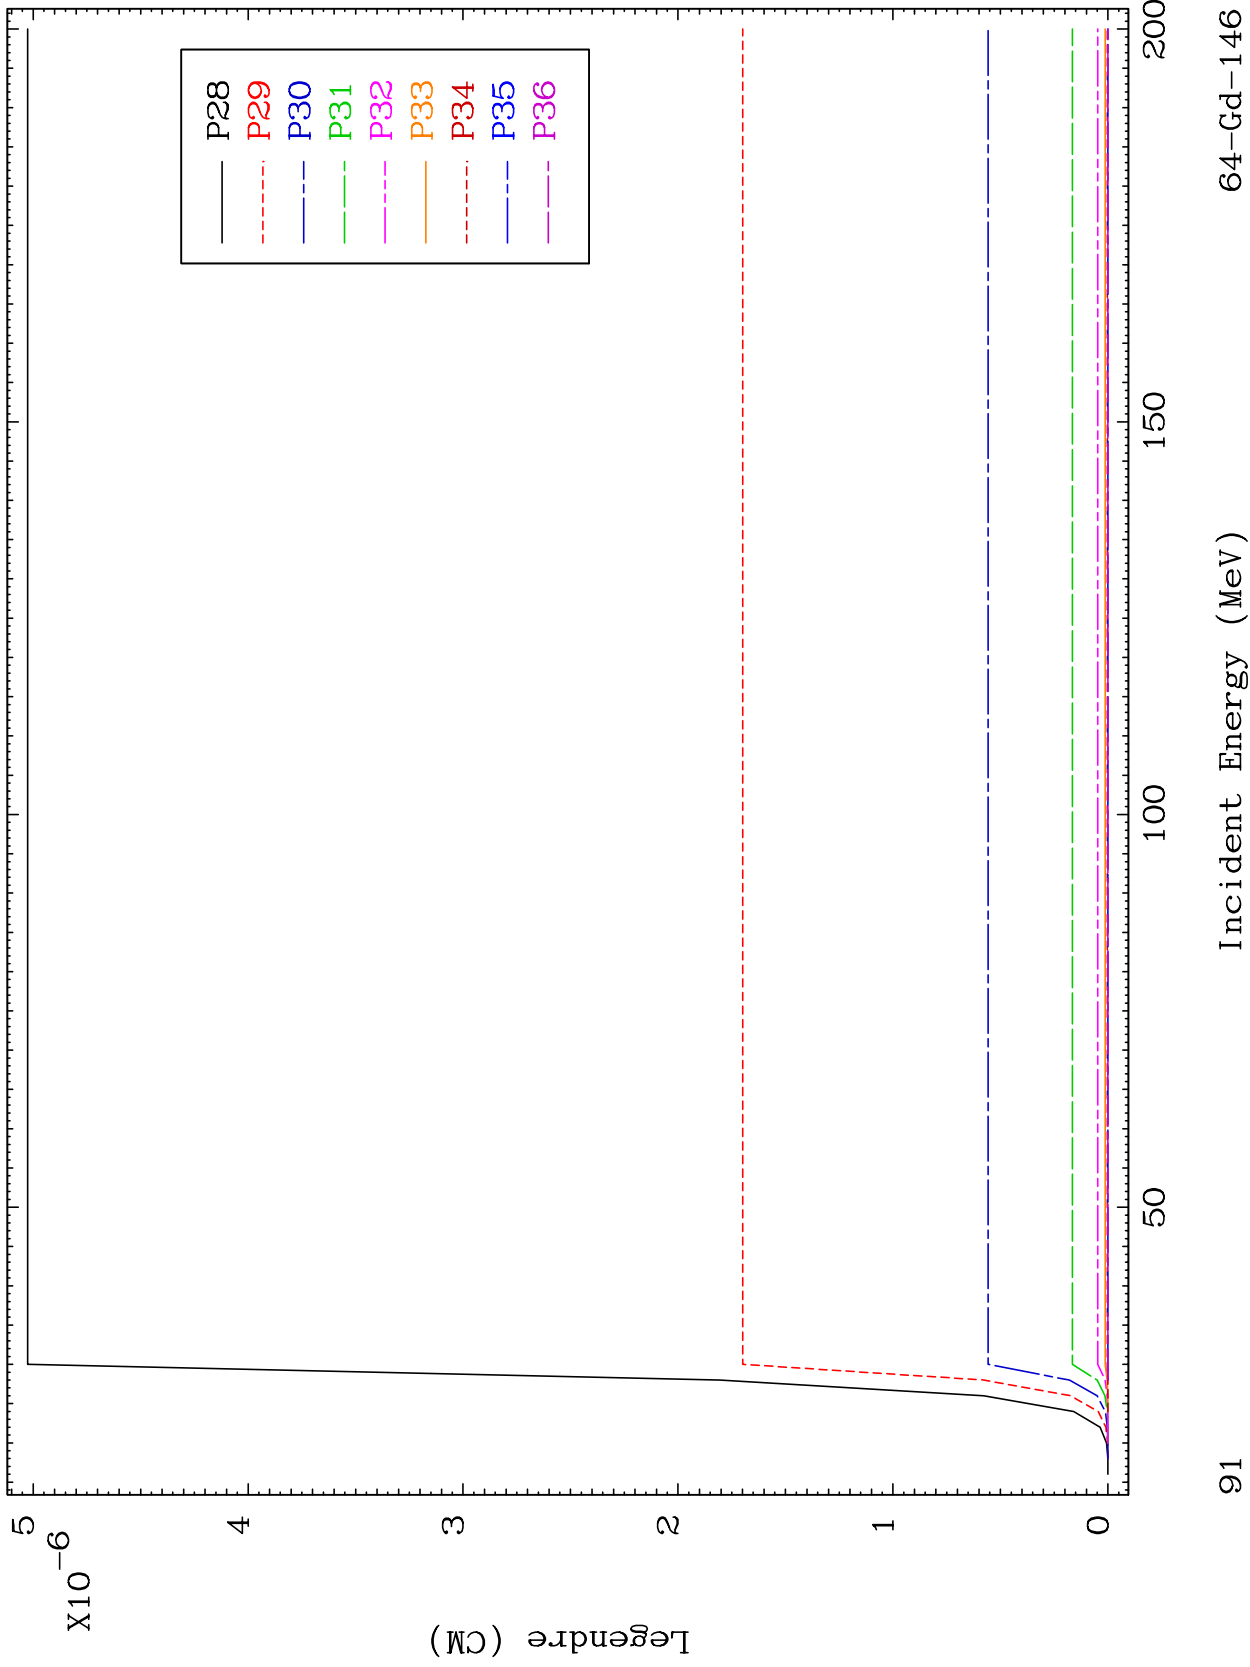 5
4
3
2
1
0
X10-6
Legendre (CM)
P28
P29
P30
P31
P32
P33
P34
P35
P36
50
100
150
200
Incident Energy (MeV)
91
64-Gd-146